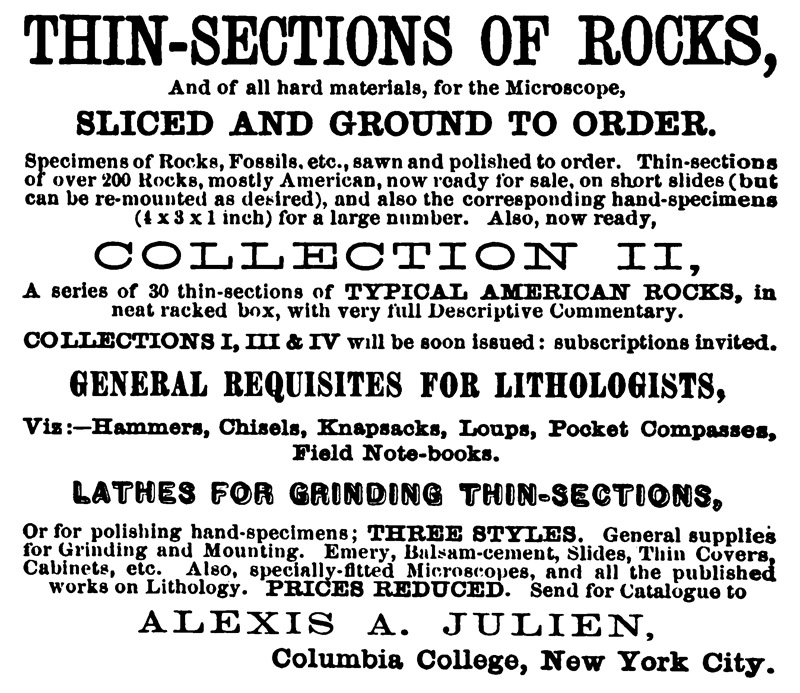 THIN-SECTIONS OF ROCKS,
And of all hard materials, for the Microscope,
SLICED AND GROUND TO ORDER.
Specimens of Rocks, Fossils, etc., sawn and polished to order. Thin-sections
of over 200 Rocks, mostly American, now ready for sale, on short slides (but
can be re-mounted as desired), and also the corresponding hand-specimens
(4 x 3 x 1 inch) for a large number. Also, now ready,
COLLECTION II,
A series of 30 thin-sections of TYPICAL AMERICAN ROCKS, in
neat racked box, with very full Descriptive Commentary.
COLLECTIONS I, III & IV will be soon issued: subscriptions invited.
GENERAL REQUISITES FOR LITHOLOGISTS,
Viz:—Hammers, Chisels, Knapsacks, Loups, Pocket Compasses,
Field Note-books.
LATHES FOR GRINDING THIN-SECTIONS,
Or for polishing hand-specimens; THREE STYLES. General supplies
for Grinding and Mounting. Emery, Balsam-cement, Slides, Thin Covers,
Cabinets, etc. Also, specially-fitted Microscopes, and all the published
works on Lithology. PRICES REDUCED. Send for Catalogue to
ALEXIS A. JULIEN,
Columbia College, New York City.